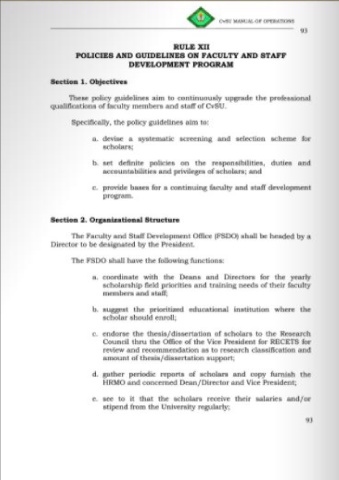 CvSU MANUAL OF OPERATIONS
93
RULE XII
POLICIES AND GUIDELINES ON FACULTY AND STAFF
DEVELOPMENT PROGRAM
Section 1. Objectives
These policy guidelines aim to continuously upgrade the professional
qualifications of faculty members and staff of CvSU.
Specifically, the policy guidelines aim to:
a. devise a systematic screening and selection scheme for
scholars;
b. set definite policies on the responsibilities, duties and
accountabilities and privileges of scholars; and
c. provide bases for a continuing faculty and staff development
program.
Section 2. Organizational Structure
The Faculty and Staff Development Office (FSDO) shall be headed by a
Director to be designated by the President.
The FSDO shall have the following functions:
a. coordinate with the Deans and Directors for the yearly
scholarship field priorities and training needs of their faculty
members and staff;
b. suggest the prioritized educational institution where the
scholar should enroll;
c. endorse the thesis/dissertation of scholars to the Research
Council thru the Office of the Vice President for RECETS for
review and recommendation as to research classification and
amount of thesis/dissertation support;
d. gather periodic reports of scholars and copy furnish the
HRMO and concerned Dean/Director and Vice President;
e. see to it that the scholars receive their salaries and/or
stipend from the University regularly;
93